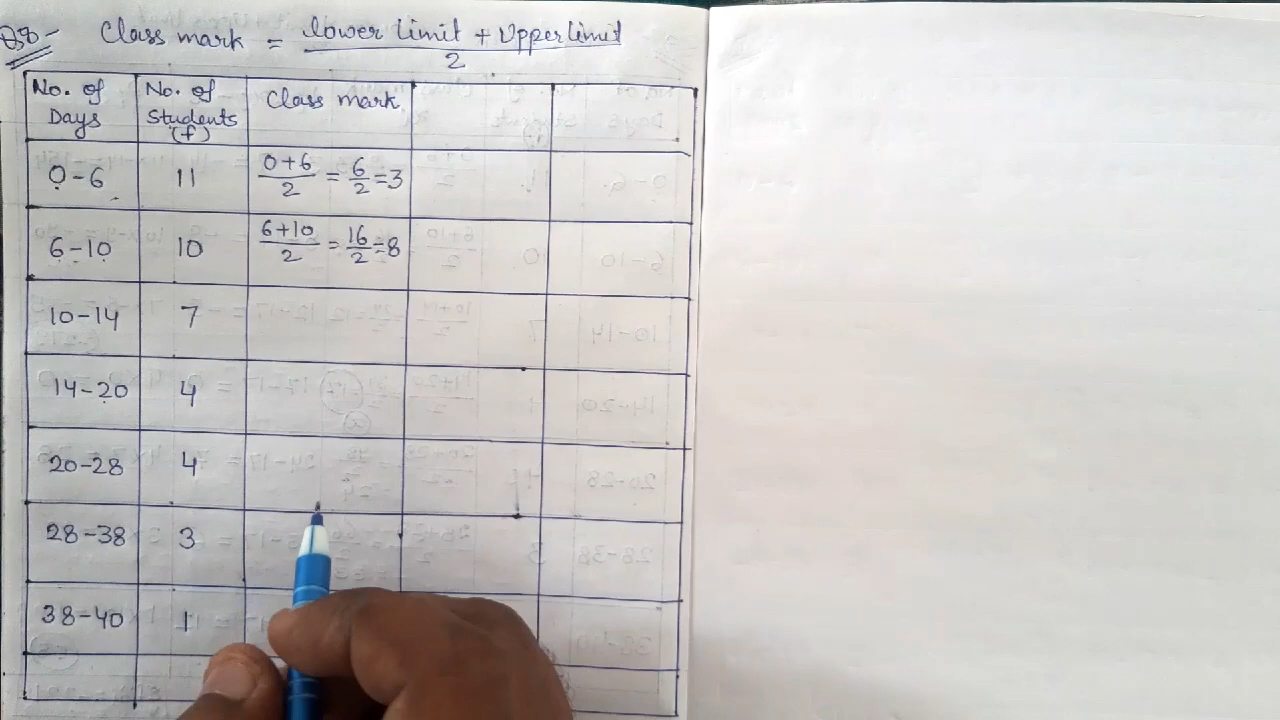 Q8- Class mark = lower limit + Upper limit
2
No. of Days No. of Students (f) Class mark
0-6 11 0+6/2 = 6/2 = 3
6-10 10 6+10/2 = 16/2 = 8
10-14 7
14-20 4
20-28 4
28-38 3
38-40 1